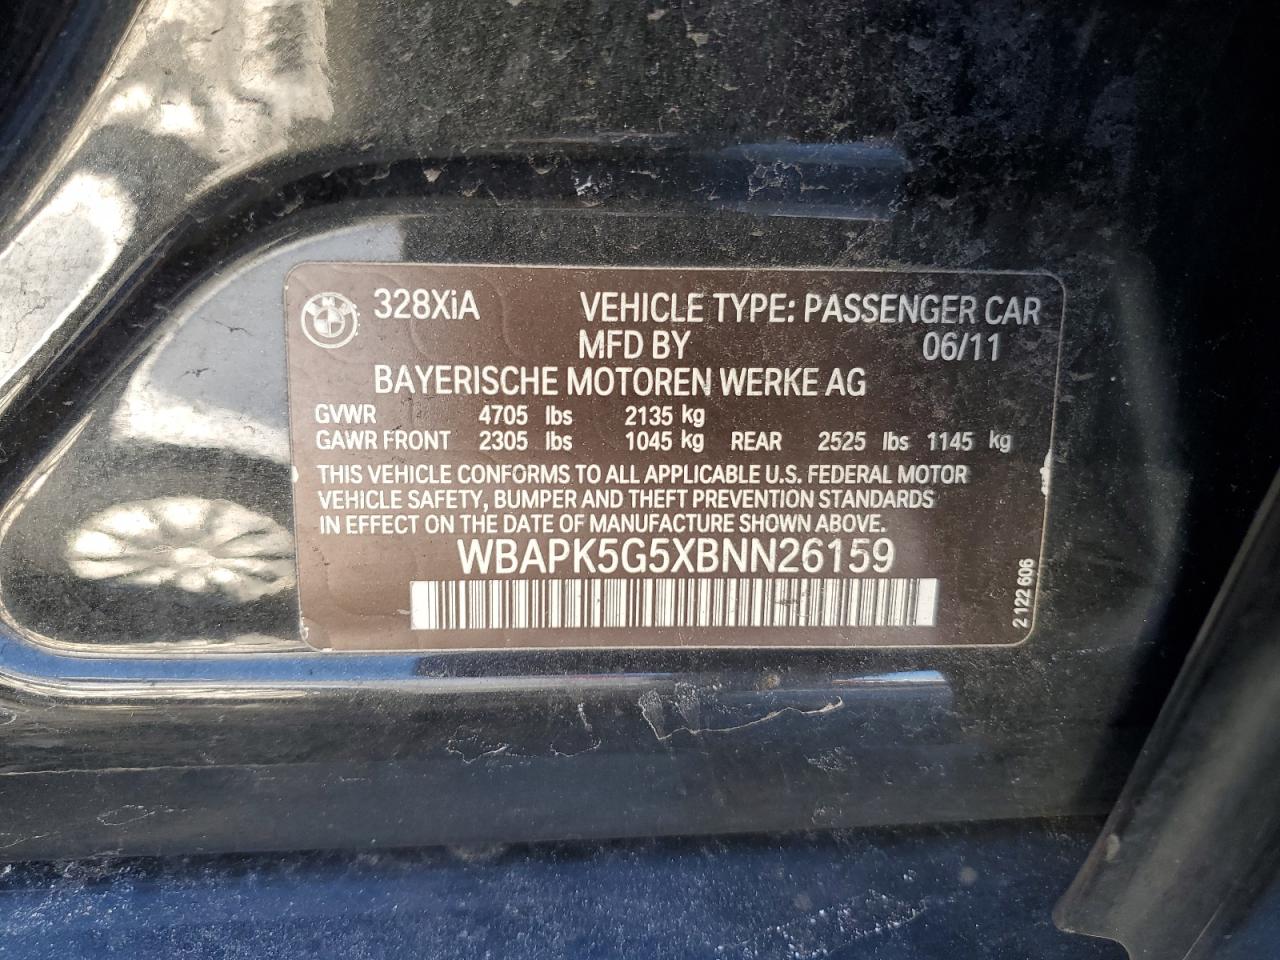 328XiA VEHICLE TYPE: PASSENGER CAR
MFD BY 06/11
BAYERISCHE MOTOREN WERKE AG
GVWR 4705 lbs 2135 kg
GAWR FRONT 2305 lbs 1045 kg REAR 2525 lbs 1145 kg
THIS VEHICLE CONFORMS TO ALL APPLICABLE U.S. FEDERAL MOTOR
VEHICLE SAFETY, BUMPER AND THEFT PREVENTION STANDARDS
IN EFFECT ON THE DATE OF MANUFACTURE SHOWN ABOVE.
WBAPK5G5XBNN26159
2 122 606